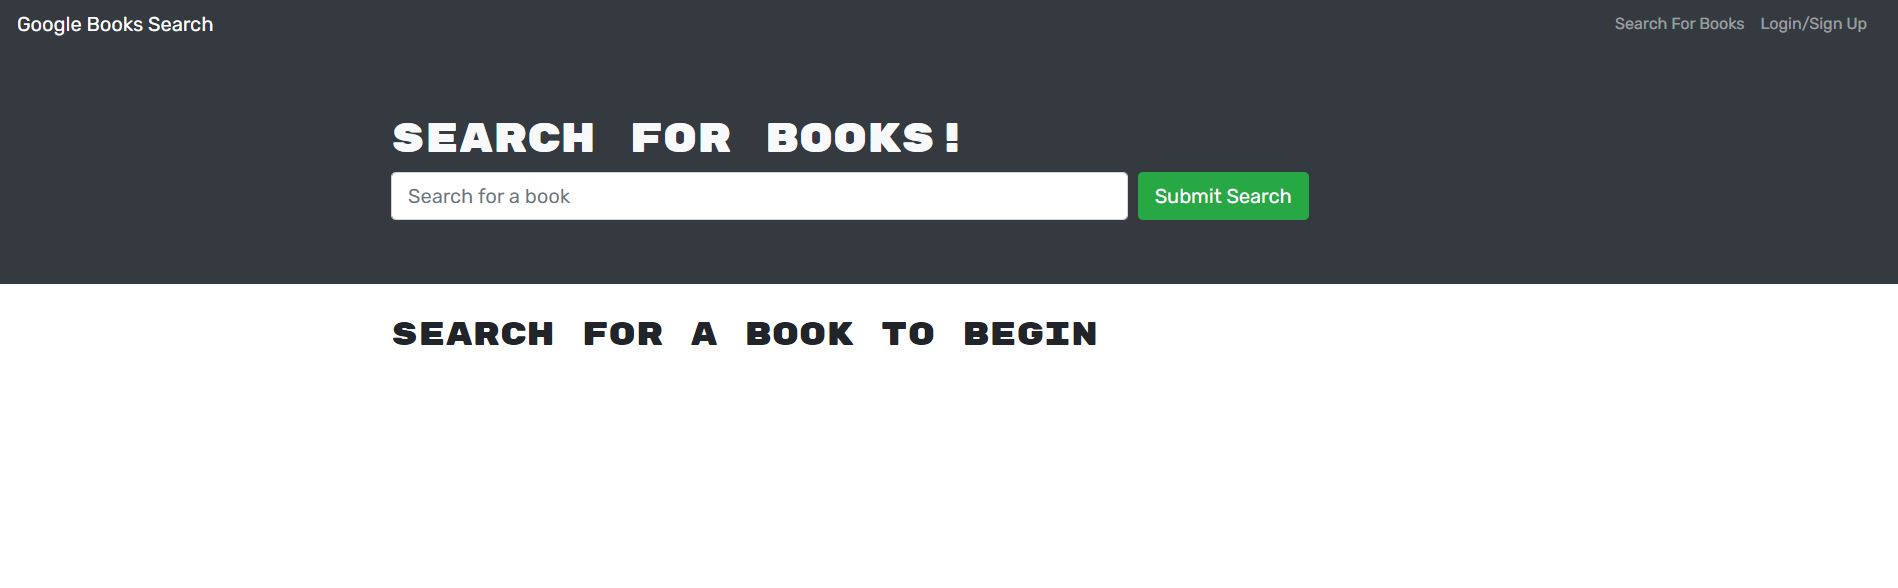 Google Books Search
Search For Books
Login/Sign Up
SEARCH FOR BOOKS!
Search for a book
Submit Search
SEARCH FOR A BOOK TO BEGIN